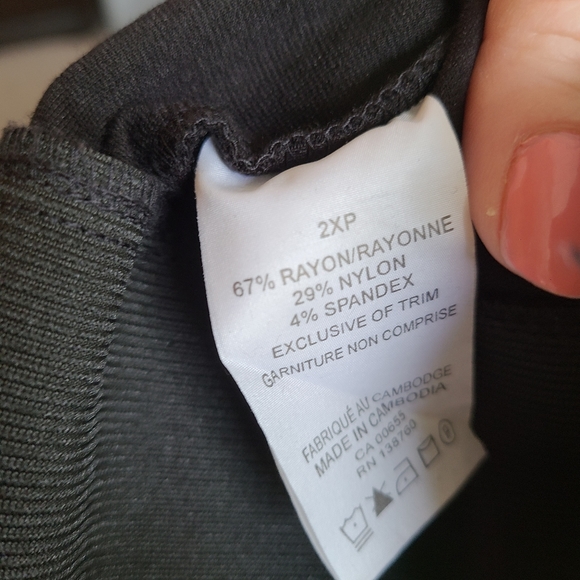 2XP
67% RAYON/RAYONNE
29% NYLON
4% SPANDEX
EXCLUSIVE OF TRIM
GARNITURE NON COMPRISE
FABRIQUÉ AU CAMBODGE
MADE IN CAMBODIA
CA 00655
RN 138760